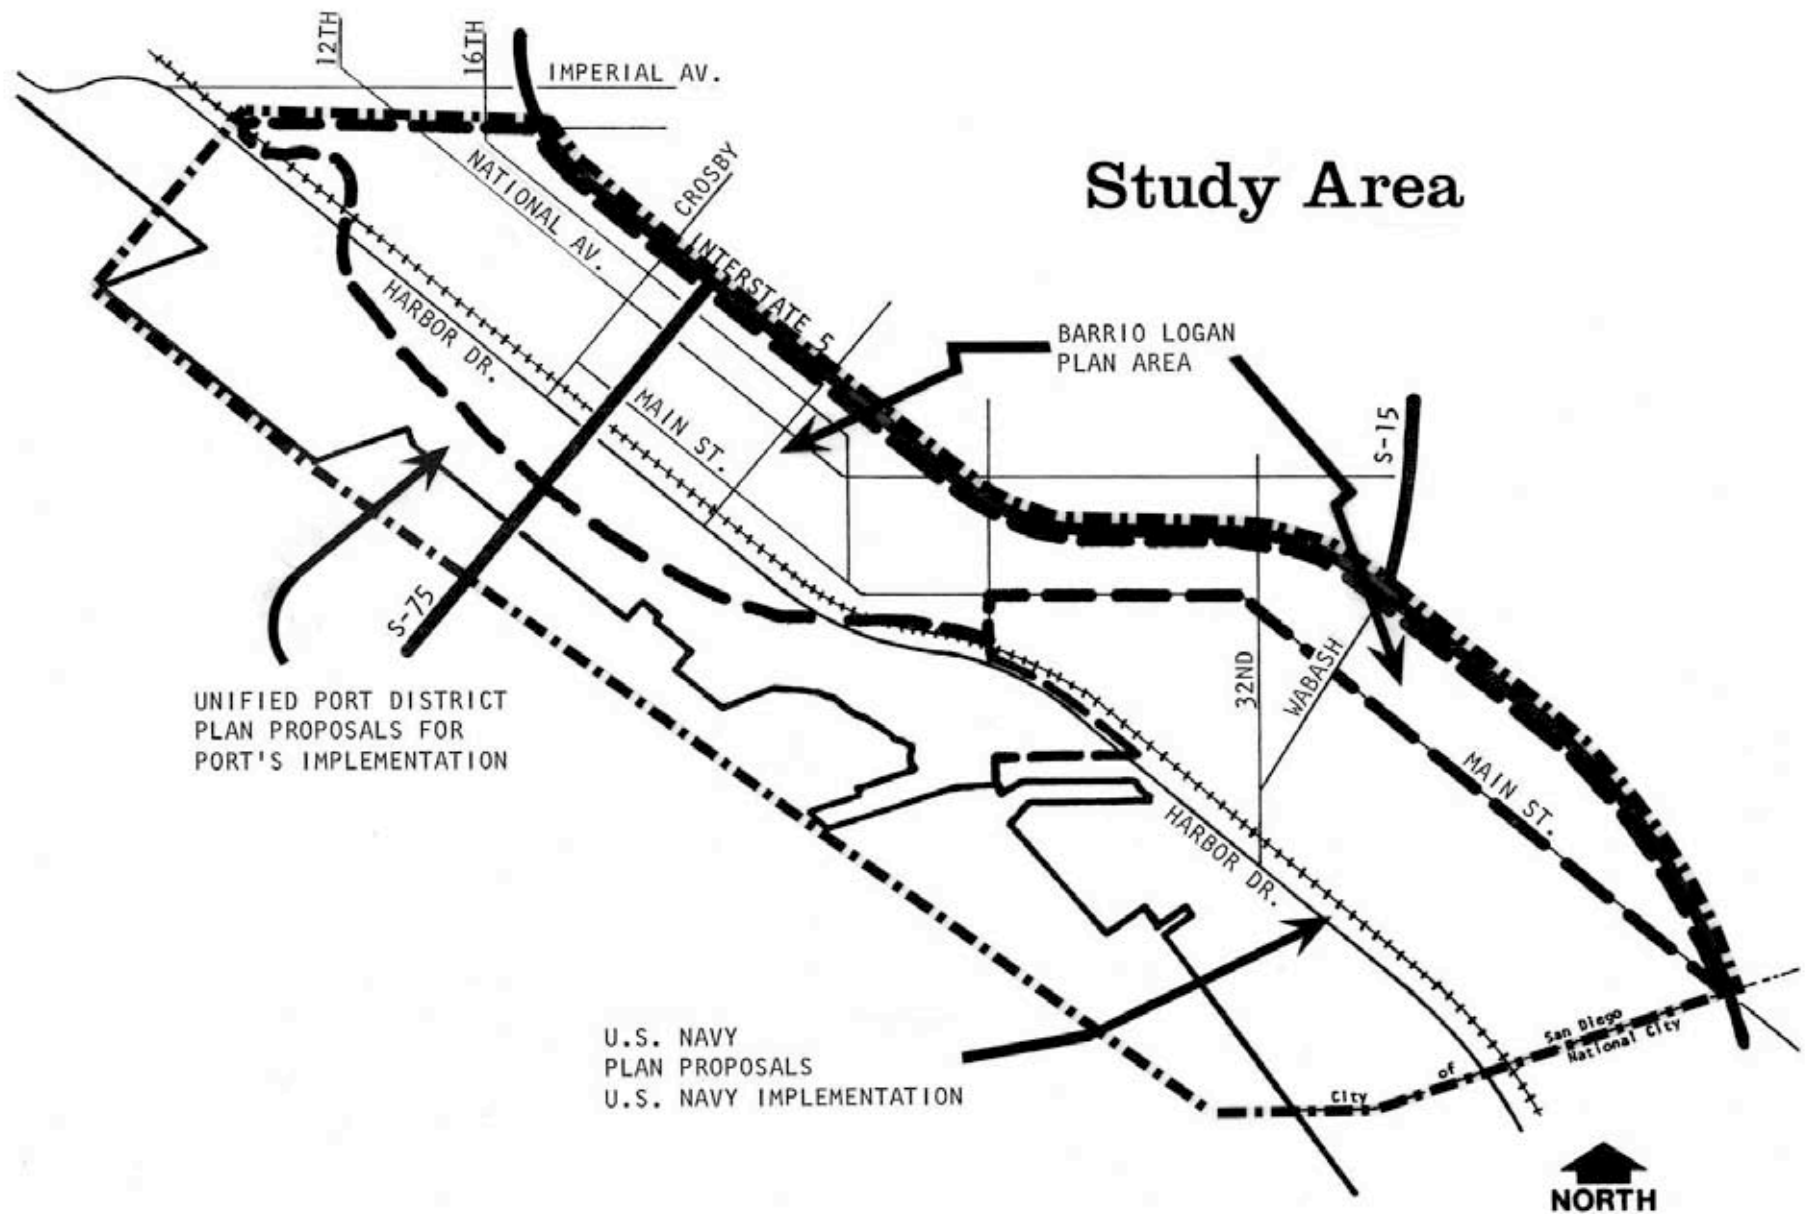 12TH
16TH
IMPERIAL AV.
CROSBY
NATIONAL AV.
Study Area
INTERSTATE 5
HARBOR DR.
BARRIO LOGAN
PLAN AREA
MAIN ST.
S-15
S-75
32ND
WABASH
UNIFIED PORT DISTRICT
PLAN PROPOSALS FOR
PORT'S IMPLEMENTATION
MAIN ST.
HARBOR DR.
U.S. NAVY
PLAN PROPOSALS
U.S. NAVY IMPLEMENTATION
City of San Diego
National City
NORTH